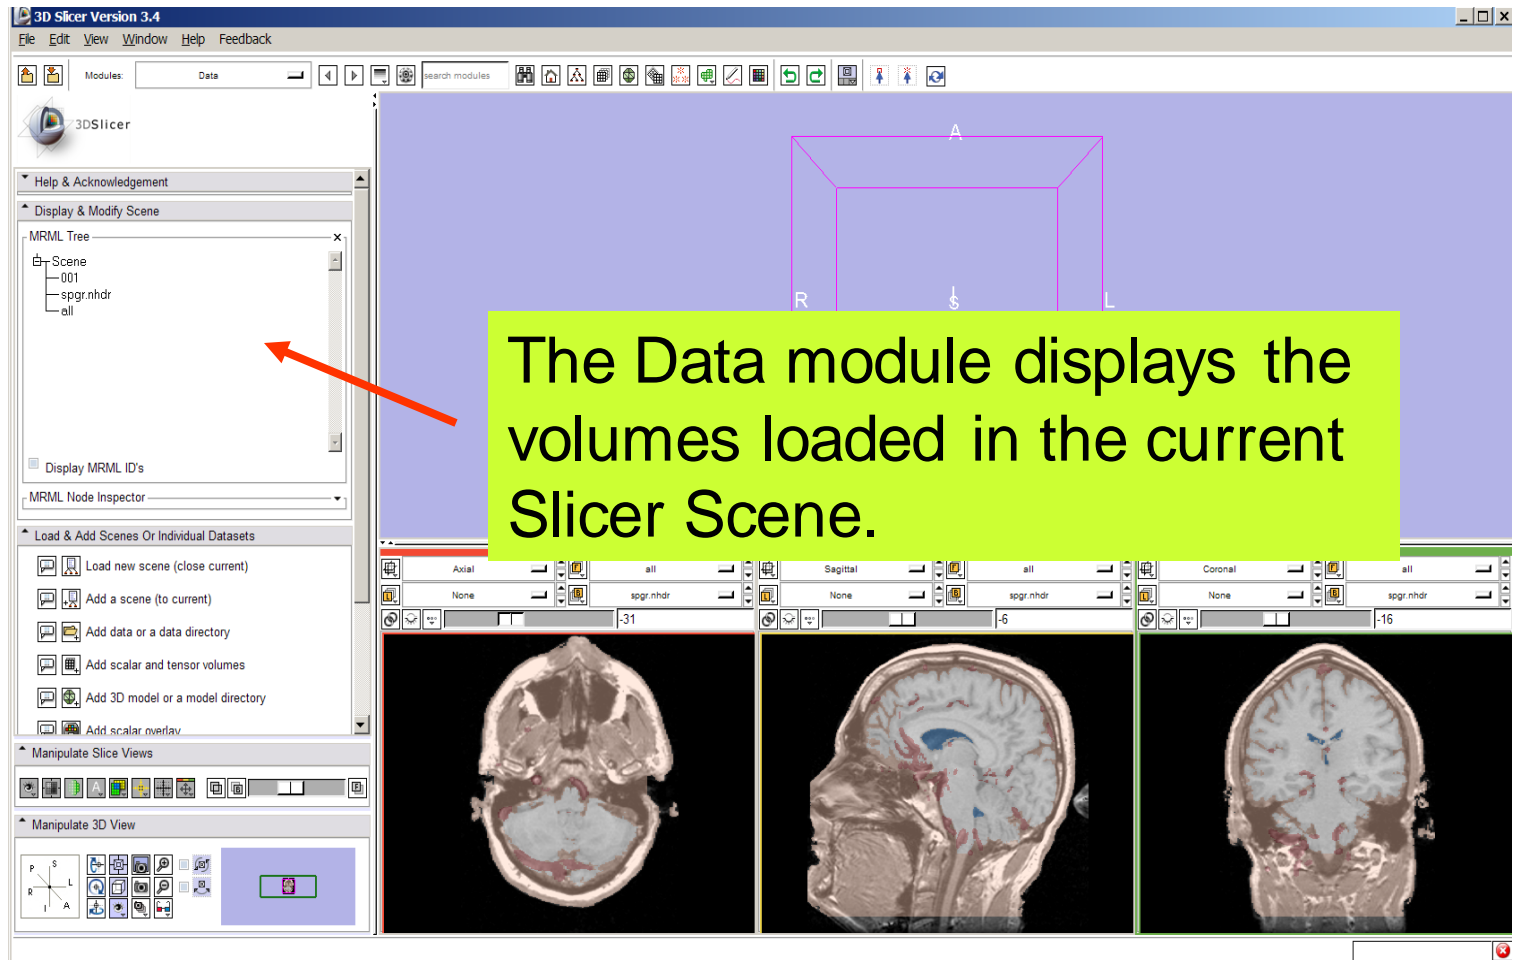 3D Slicer Version 3.4
File Edit View Window Help Feedback
Modules: Data search modules
3DSlicer
Help & Acknowledgement
Display & Modify Scene
MRML Tree
Scene
001
spgr.nhdr
all
Display MRML ID's
MRML Node Inspector
Load & Add Scenes Or Individual Datasets
Load new scene (close current)
Add a scene (to current)
Add data or a data directory
Add scalar and tensor volumes
Add 3D model or a model directory
Add scalar overlay
Manipulate Slice Views
Manipulate 3D View
P S
R L
I A
A
R S L
The Data module displays the
volumes loaded in the current
Slicer Scene.
Axial all Sagittal all Coronal all
None spgr.nhdr None spgr.nhdr None spgr.nhdr
-31 -6 -16